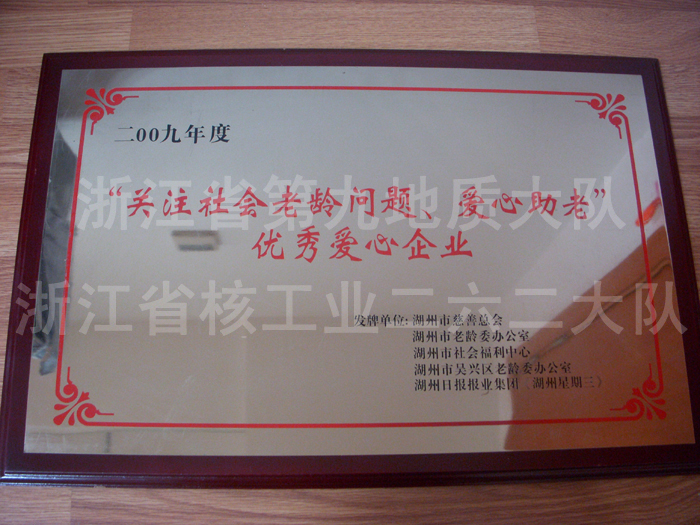 二00九年度
“关注社会老龄问题、爱心助老”
优秀爱心企业
发牌单位:湖州市慈善总会
湖州市老龄委办公室
湖州市社会福利中心
湖州市吴兴区老龄委办公室
湖州日报报业集团《湖州星期三》
浙江省第九地质大队
浙江省核工业二六二大队